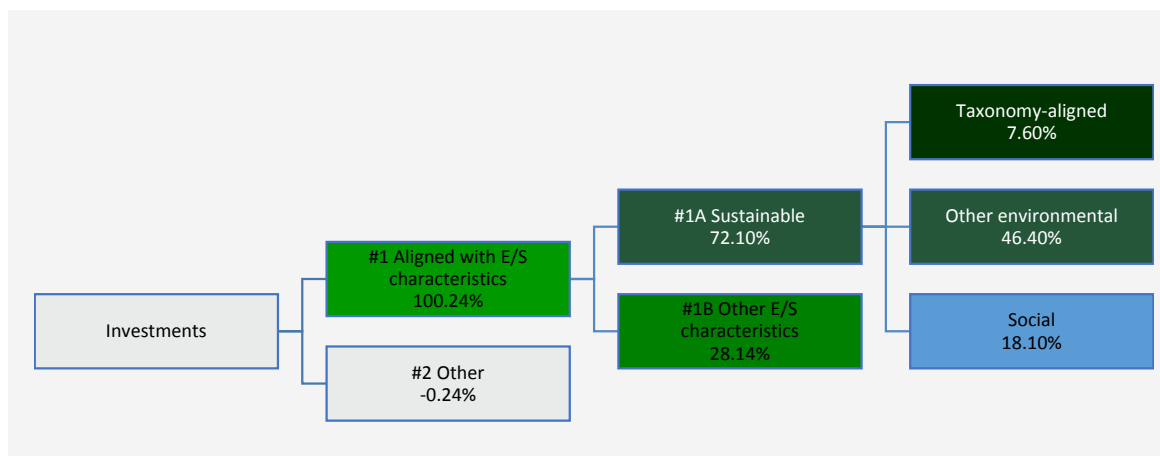 Investments
#1 Aligned with E/S
characteristics
100.24%
#2 Other
-0.24%
#1A Sustainable
72.10%
#1B Other E/S
characteristics
28.14%
Taxonomy-aligned
7.60%
Other environmental
46.40%
Social
18.10%